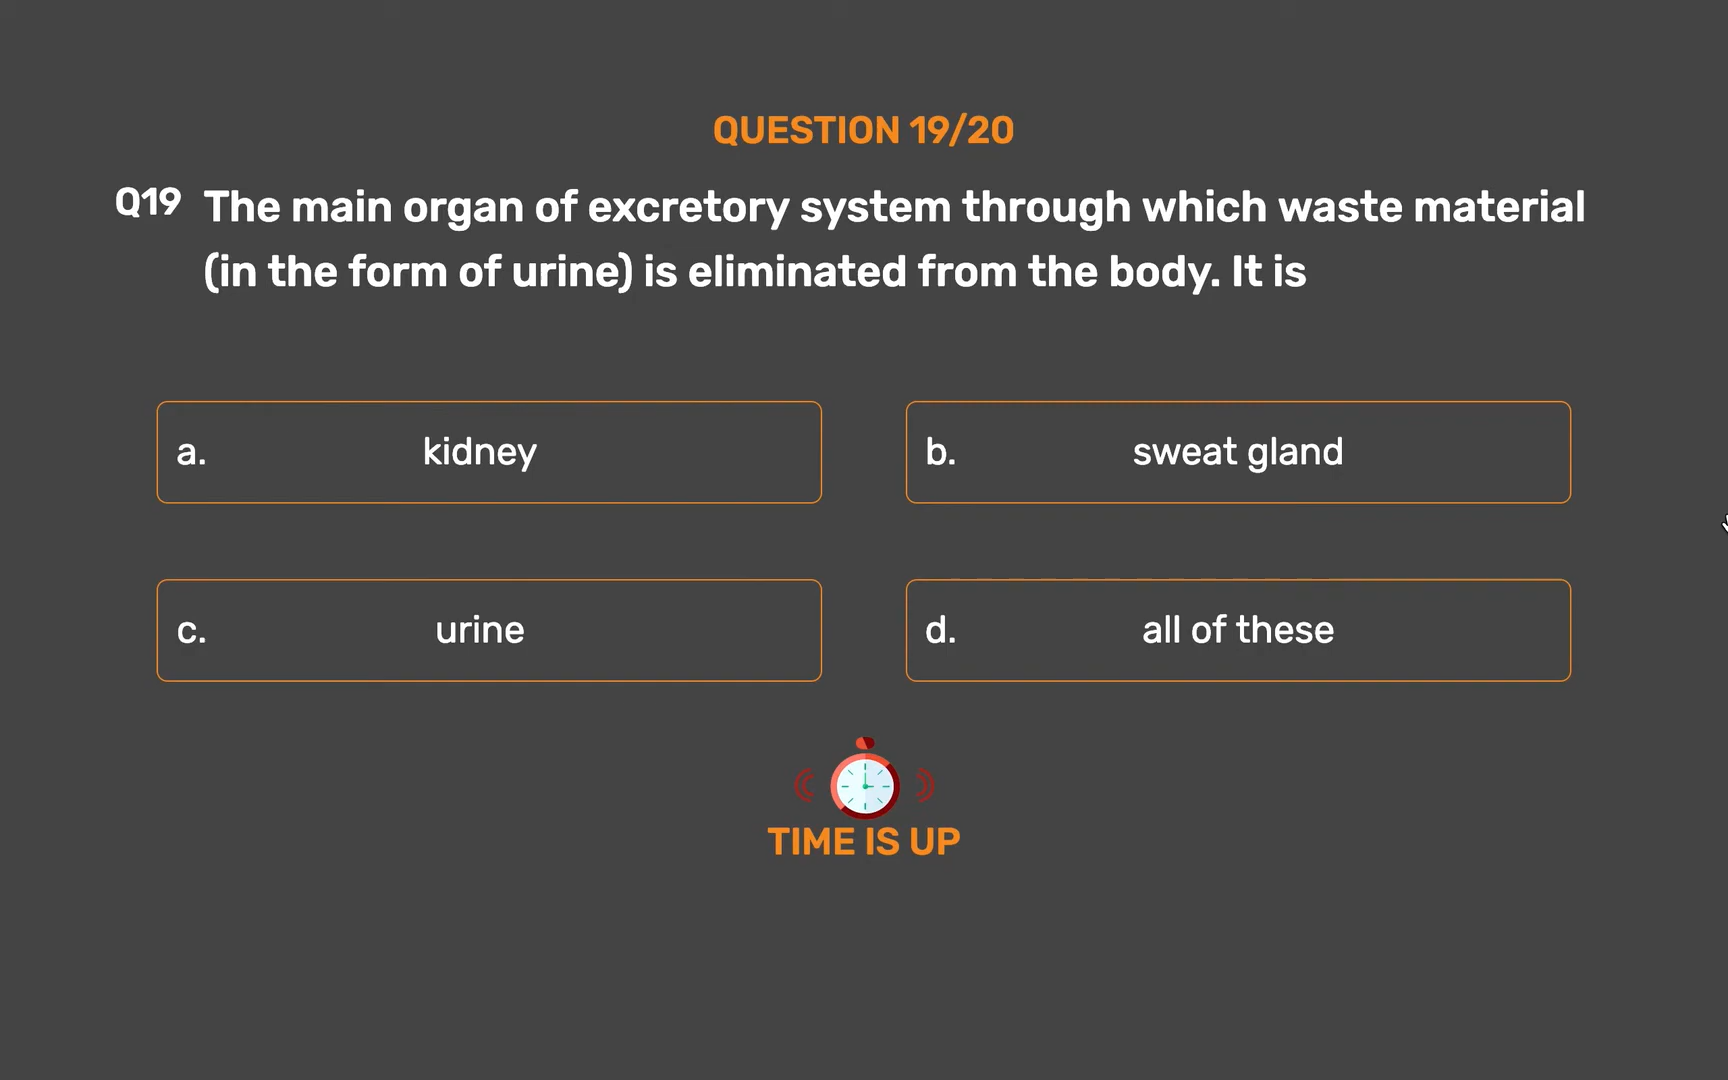 QUESTION 19/20
Q19 The main organ of excretory system through which waste material
(in the form of urine) is eliminated from the body. It is
a. kidney
b. sweat gland
c. urine
d. all of these
TIME IS UP